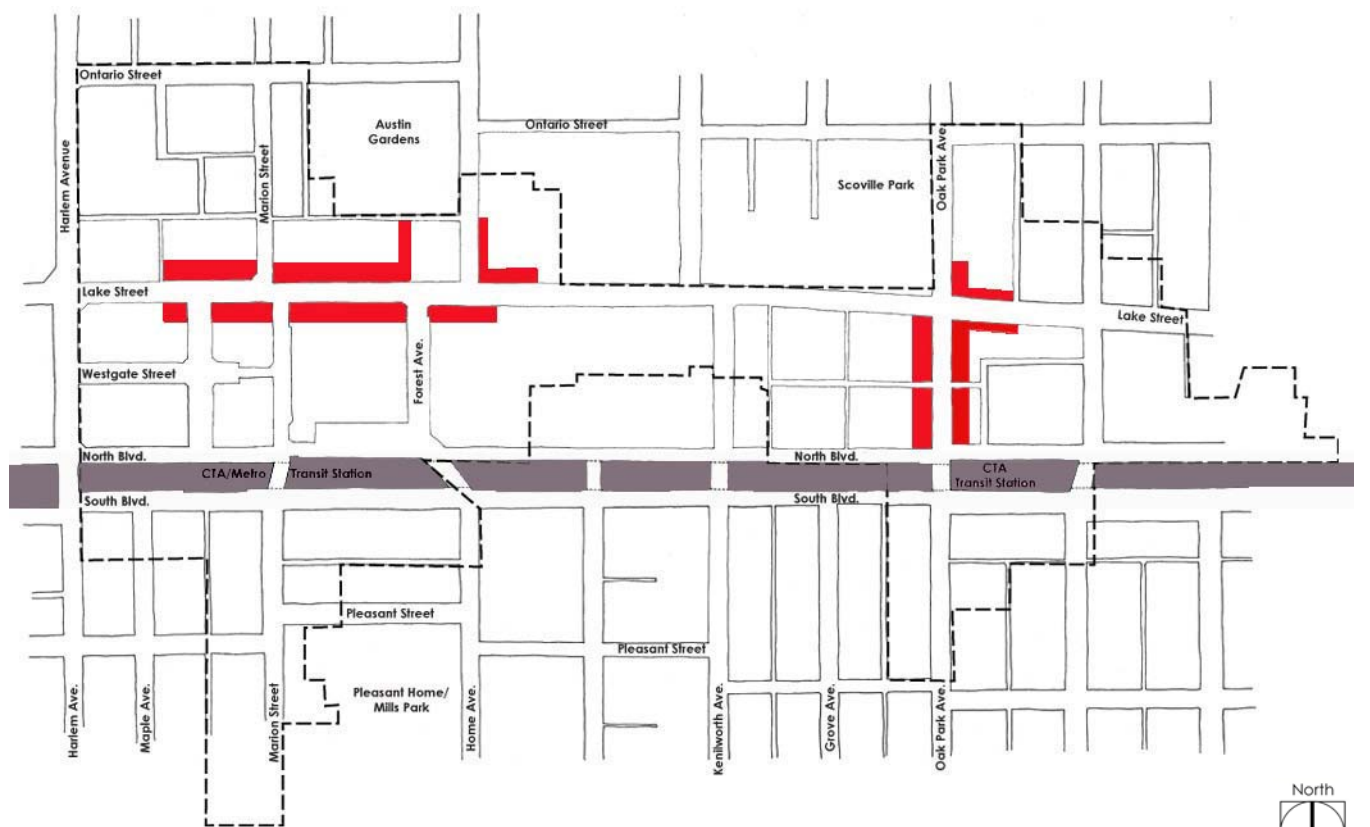 Ontario Street
Austin
Gardens
Ontario Street
Harlem Avenue
Marion Street
Oak Park Ave.
Scoville Park
Lake Street
Lake Street
Westgate Street
Forest Ave.
North Blvd.
North Blvd.
CTA/Metro
Transit Station
CTA
Transit Station
South Blvd.
South Blvd.
Pleasant Street
Pleasant Street
Pleasant Home/
Mills Park
Harlem Ave.
Maple Ave.
Marion Street
Home Ave.
Kenilworth Ave.
Grove Ave.
Oak Park Ave.
North